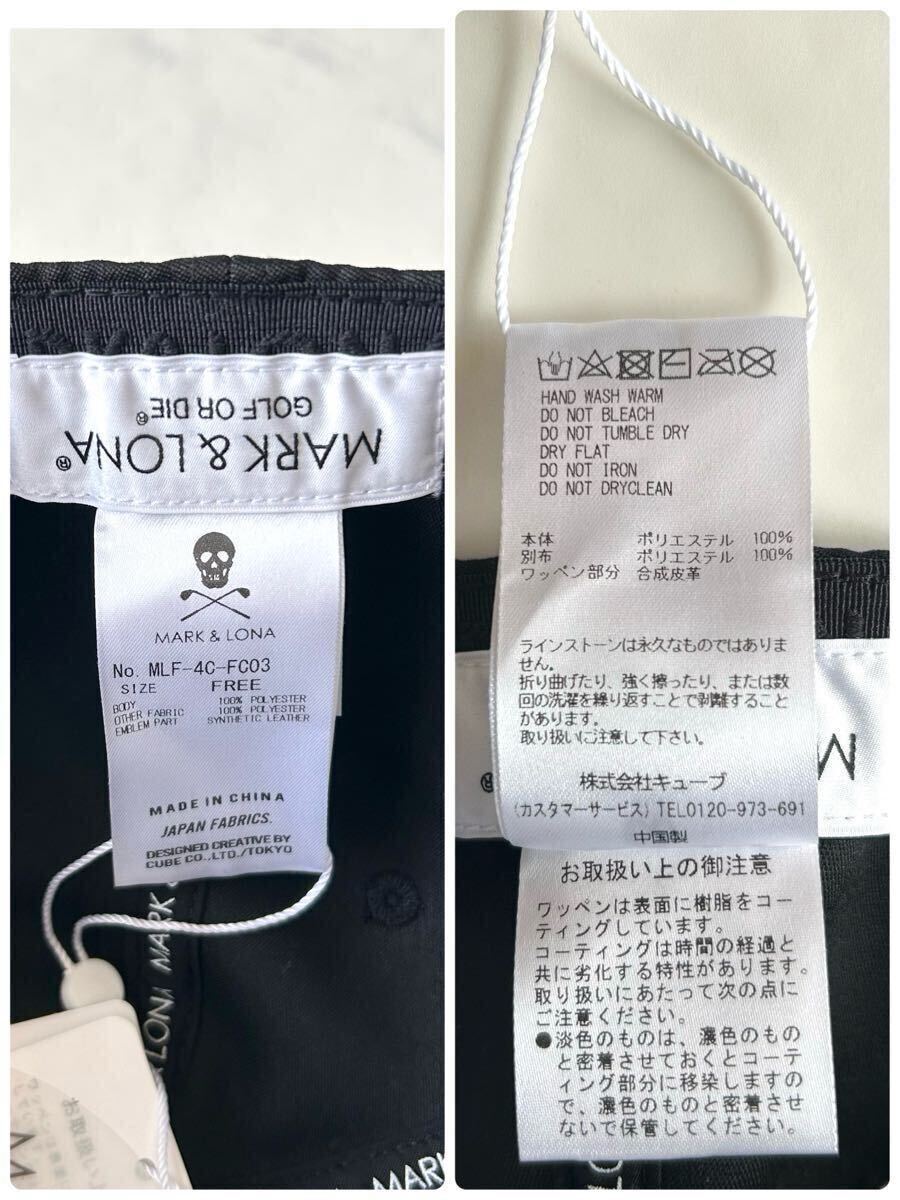 MARK & LONA®
GOLF OR DIE®
MARK & LONA
No. MLF-4C-FC03
SIZE FREE
BODY 100% POLYESTER
OTHER FABRIC 100% POLYESTER
EMBLEM PART SYNTHETIC LEATHER
MADE IN CHINA
JAPAN FABRICS.
DESIGNED CREATIVE BY
CUBE CO.,LTD./TOKYO
LONA MARK &
MARK
HAND WASH WARM
DO NOT BLEACH
DO NOT TUMBLE DRY
DRY FLAT
DO NOT IRON
DO NOT DRYCLEAN
本体 ポリエステル 100%
別布 ポリエステル 100%
ワッペン部分 合成皮革
ラインストーンは永久なものではありま
せん。
折り曲げたり、強く擦ったり、または数
回の洗濯を繰り返すことで剥離すること
があります。
取り扱いに注意して下さい。
株式会社キューブ
(カスタマーサービス) TEL0120-973-691
中国製
お取扱い上の御注意
ワッペンは表面に樹脂をコー
ティングしています。
コーティングは時間の経過と
共に劣化する特性があります。
取り扱いにあたって次の点に
ご注意ください。
●淡色のものは、濃色のもの
と密着させておくとコーテ
ィング部分に移染しますの
で、濃色のものと密着させ
ないで保管してください。
M
®